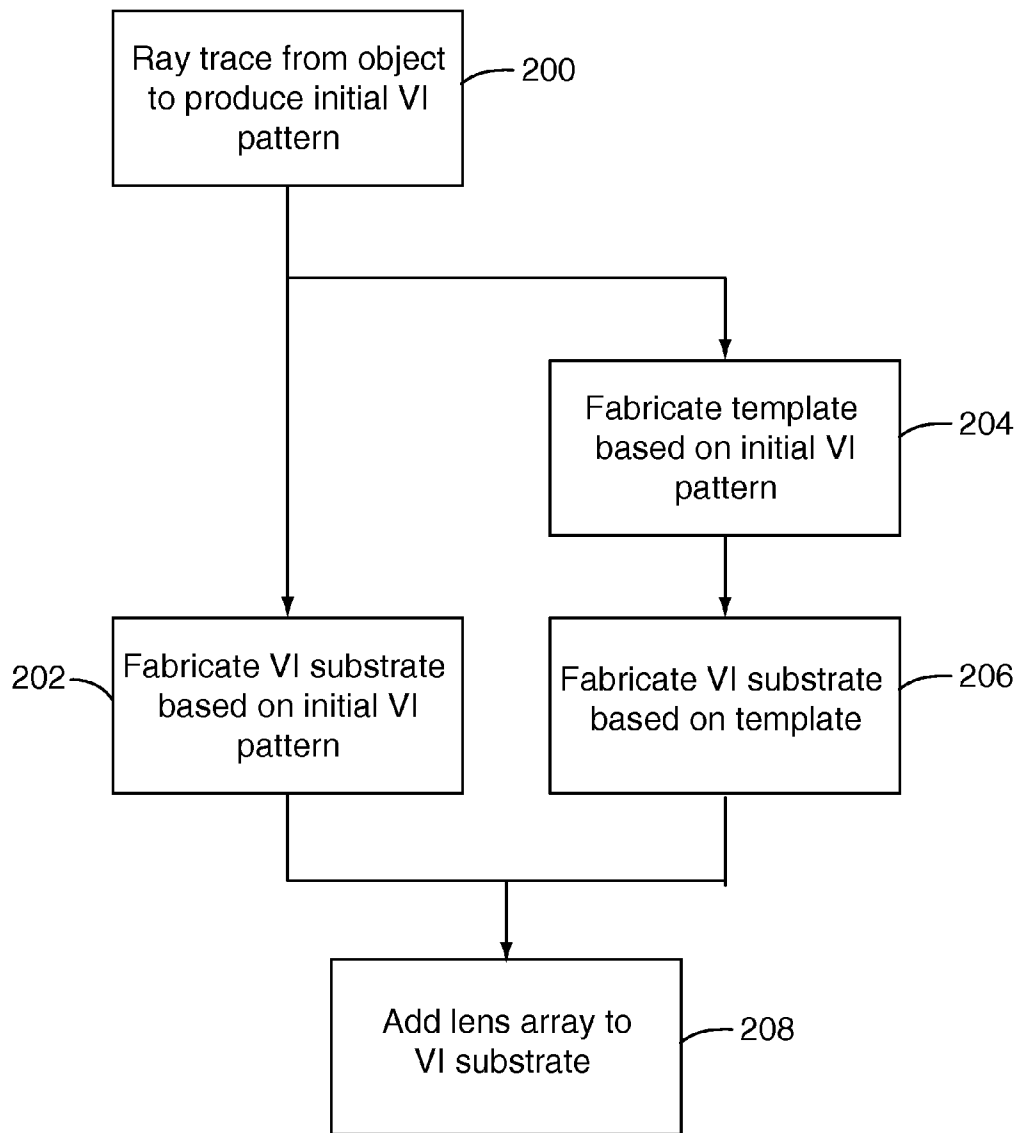 Ray trace from object
to produce initial VI
pattern
200
Fabricate template
based on initial VI
pattern
204
202
Fabricate VI substrate
based on initial VI
pattern
Fabricate VI substrate
based on template
206
Add lens array to
VI substrate
208